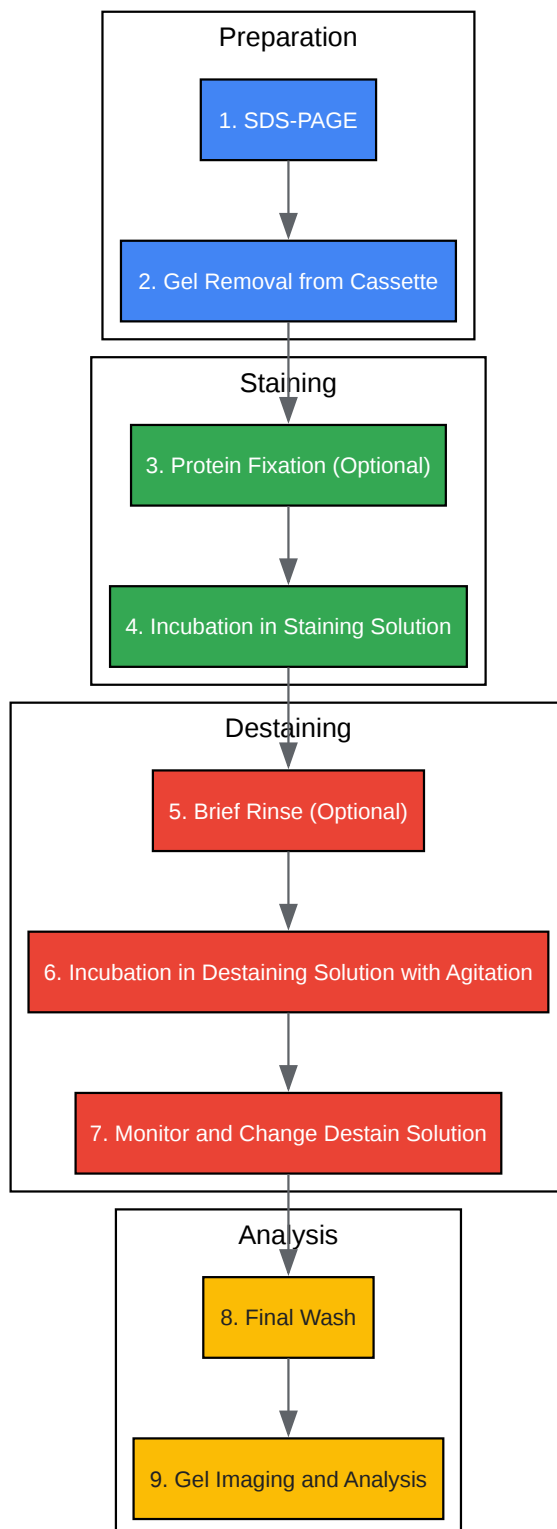 Preparation
1. SDS-PAGE
2. Gel Removal from Cassette
Staining
3. Protein Fixation (Optional)
4. Incubation in Staining Solution
Destaining
5. Brief Rinse (Optional)
6. Incubation in Destaining Solution with Agitation
7. Monitor and Change Destain Solution
Analysis
8. Final Wash
9. Gel Imaging and Analysis